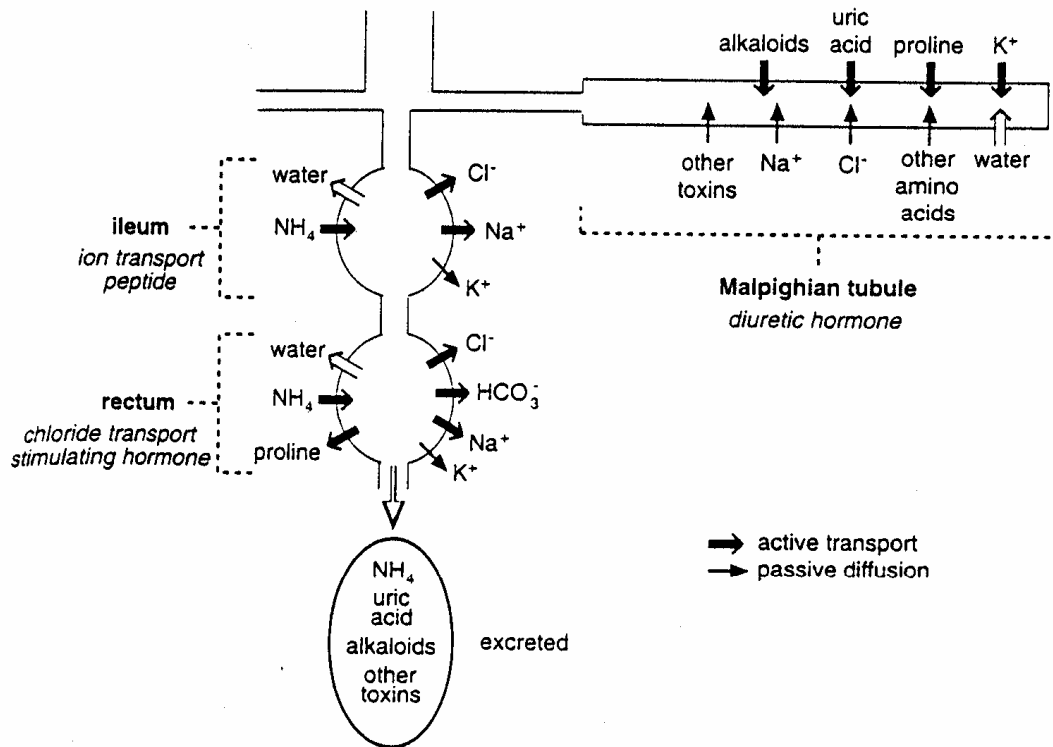 alkaloids
uric
acid
proline
K⁺
other
toxins
Na⁺
Cl⁻
other
amino
acids
water
Malpighian tubule
diuretic hormone
water
Cl⁻
NH₄
Na⁺
K⁺
ileum
ion transport
peptide
water
Cl⁻
NH₄
HCO₃⁻
proline
Na⁺
K⁺
rectum
chloride transport
stimulating hormone
active transport
passive diffusion
NH₄
uric
acid
alkaloids
other
toxins
excreted